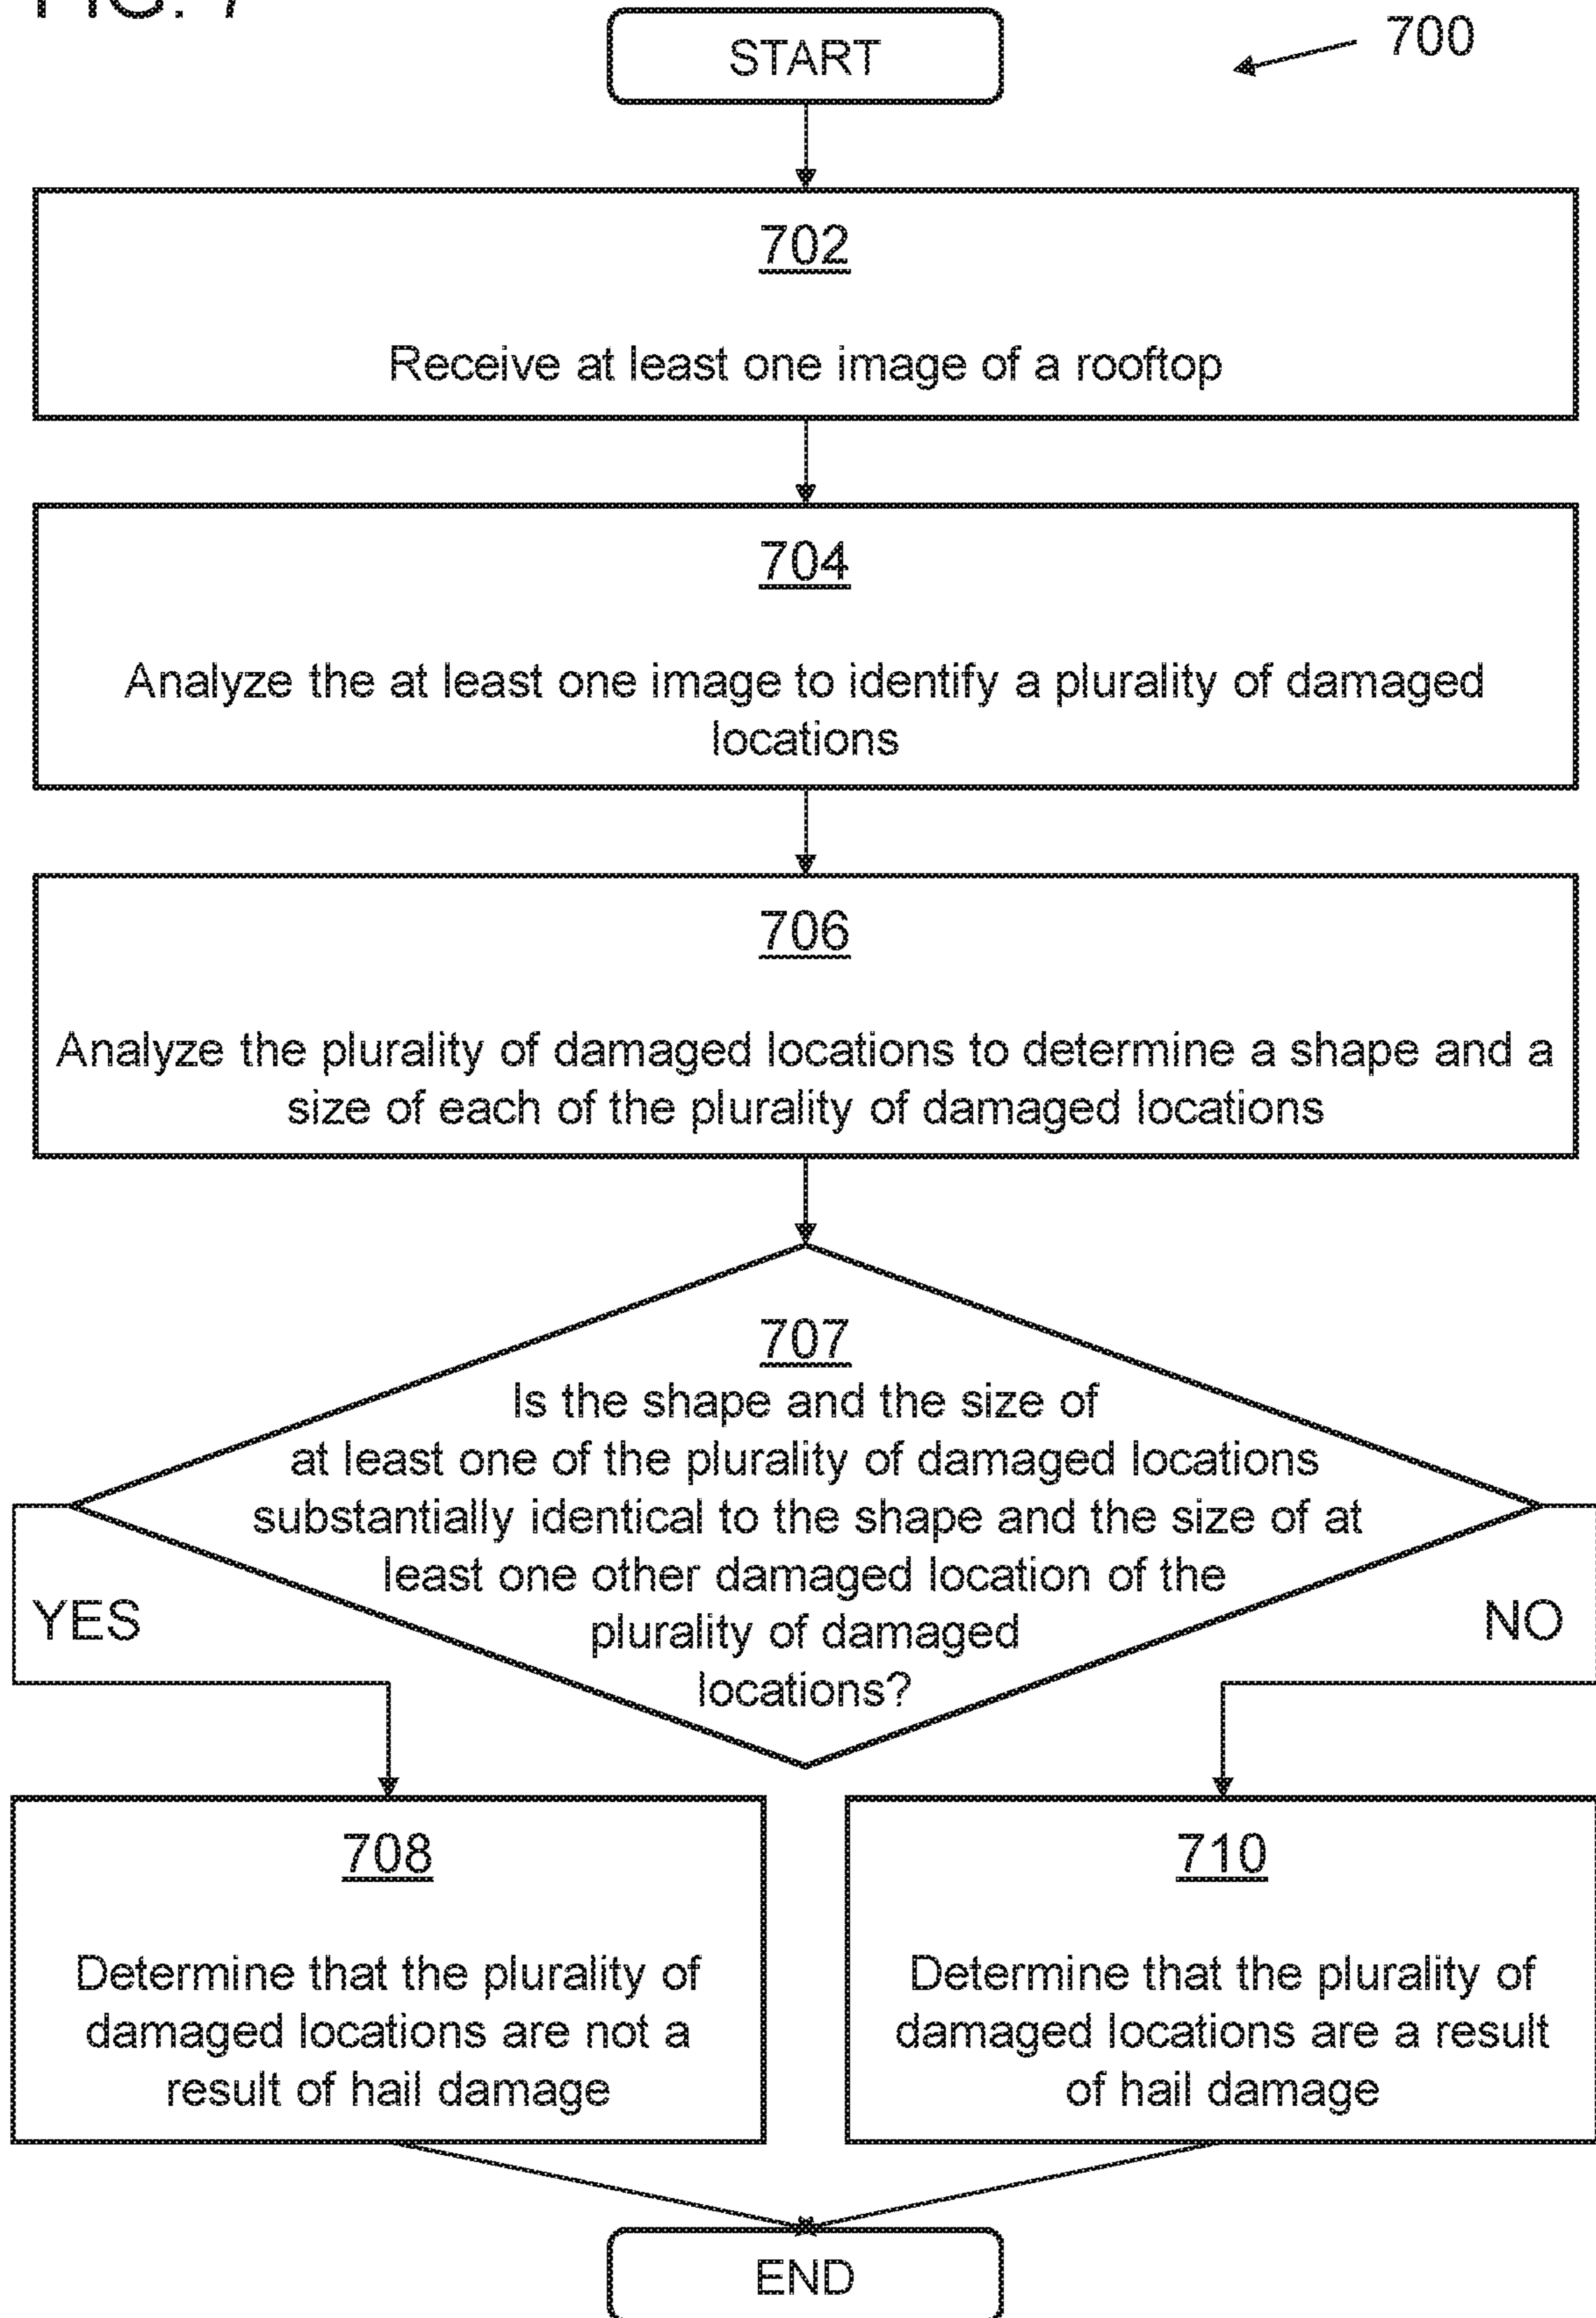 FIG. 7
START
700
702
Receive at least one image of a rooftop
704
Analyze the at least one image to identify a plurality of damaged
locations
706
Analyze the plurality of damaged locations to determine a shape and a
size of each of the plurality of damaged locations
707
Is the shape and the size of
at least one of the plurality of damaged locations
substantially identical to the shape and the size of at
least one other damaged location of the
plurality of damaged
locations?
YES
NO
708
Determine that the plurality of
damaged locations are not a
result of hail damage
710
Determine that the plurality of
damaged locations are a result
of hail damage
END